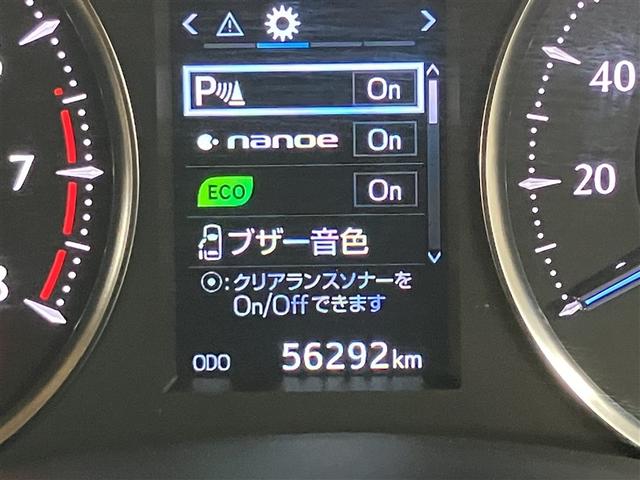 P On
nanoe On
ECO On
ブザー音色
⦿:クリアランスソナーを
On/Offできます
ODO 56292km
7
8
40
20